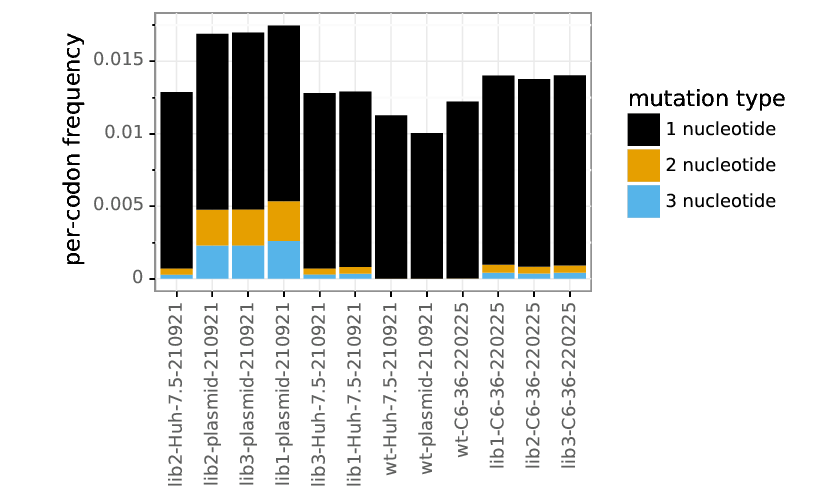 per-codon frequency
0.015
0.01
0.005
0
lib2-Huh-7.5-210921
lib2-plasmid-210921
lib3-plasmid-210921
lib1-plasmid-210921
lib3-Huh-7.5-210921
lib1-Huh-7.5-210921
wt-Huh-7.5-210921
wt-plasmid-210921
wt-C6-36-220225
lib1-C6-36-220225
lib2-C6-36-220225
lib3-C6-36-220225
mutation type
1 nucleotide
2 nucleotide
3 nucleotide